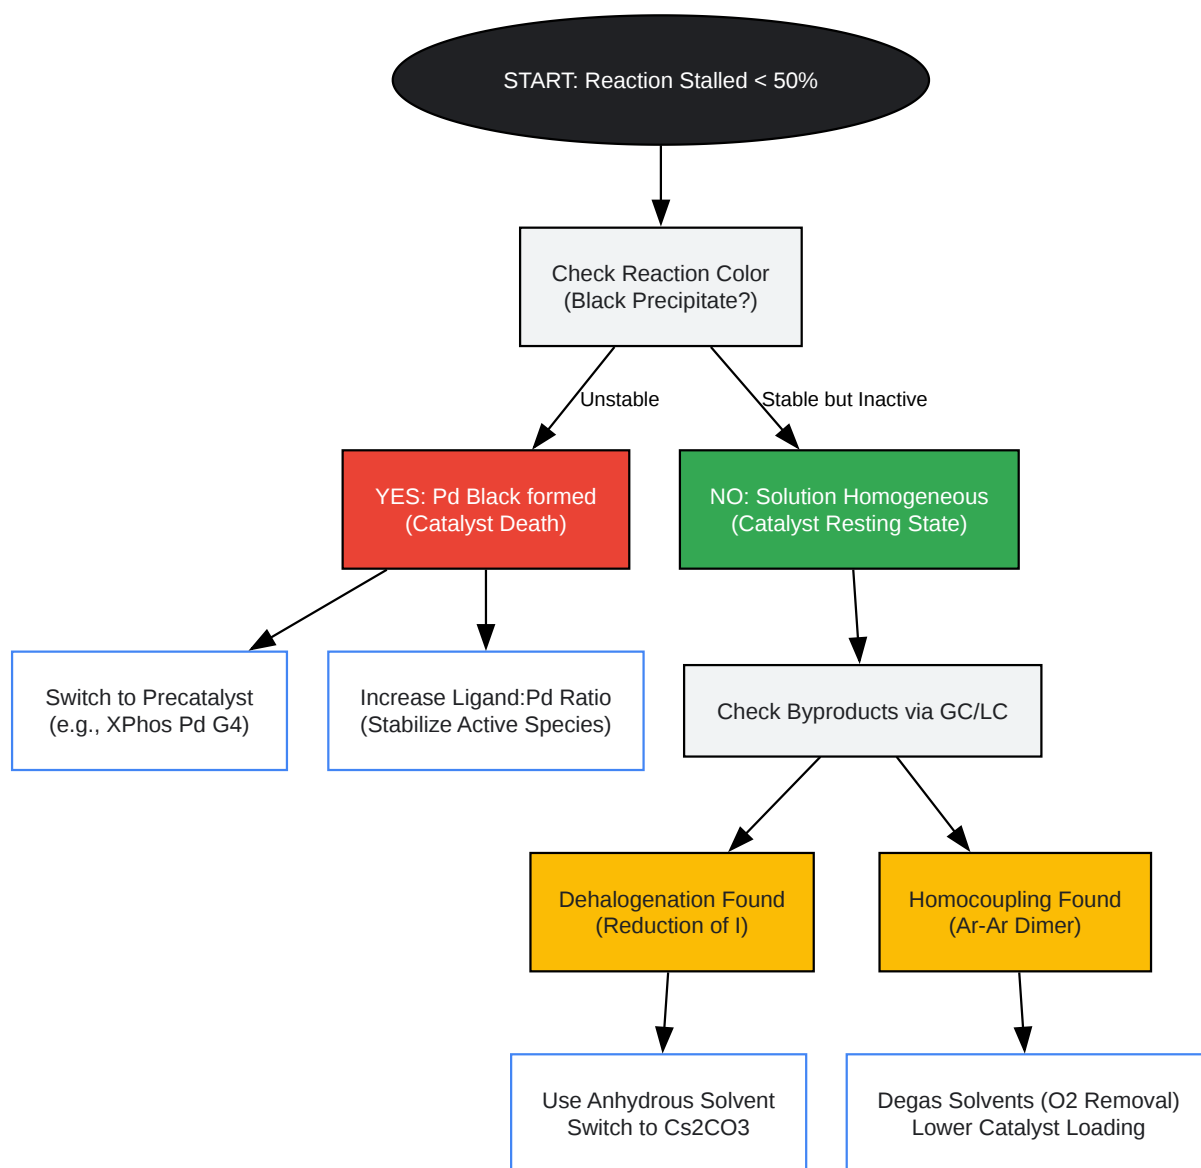 START: Reaction Stalled < 50%
Check Reaction Color
(Black Precipitate?)
Unstable
Stable but Inactive
YES: Pd Black formed
(Catalyst Death)
NO: Solution Homogeneous
(Catalyst Resting State)
Switch to Precatalyst
(e.g., XPhos Pd G4)
Increase Ligand:Pd Ratio
(Stabilize Active Species)
Check Byproducts via GC/LC
Dehalogenation Found
(Reduction of I)
Homocoupling Found
(Ar-Ar Dimer)
Use Anhydrous Solvent
Switch to Cs2CO3
Degas Solvents (O2 Removal)
Lower Catalyst Loading